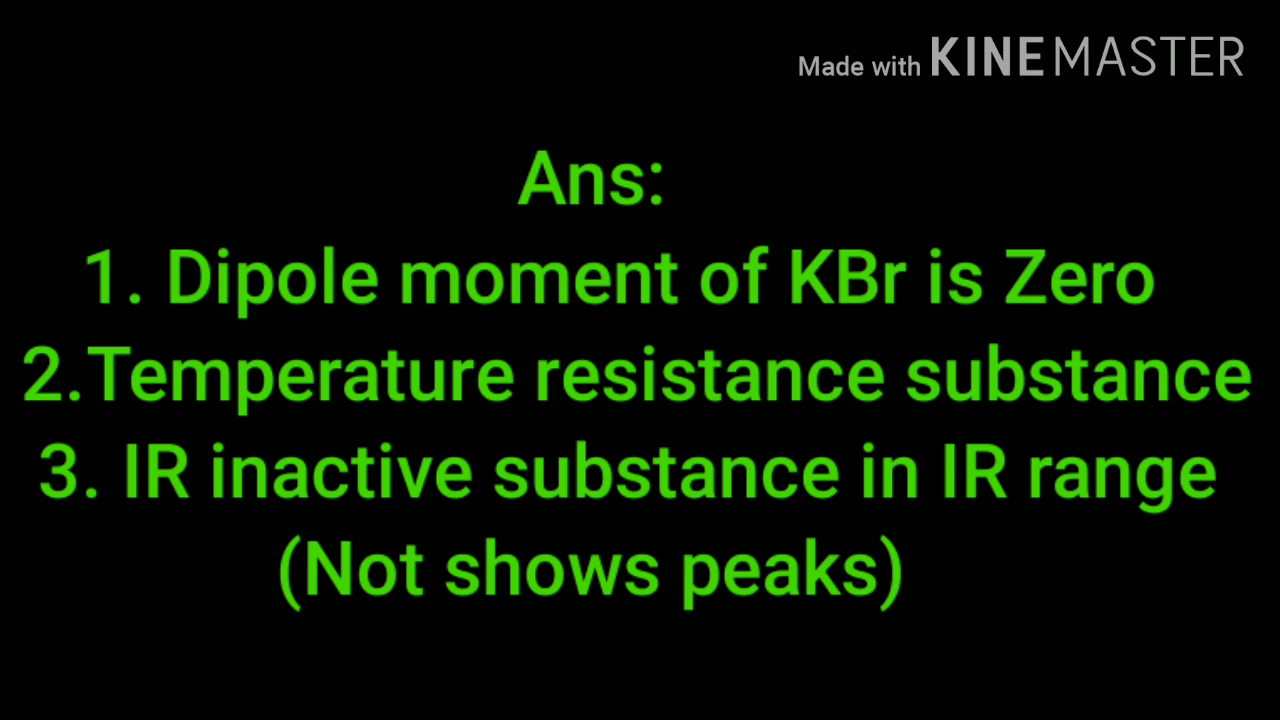 Made with KINEMASTER
Ans:
1. Dipole moment of KBr is Zero
2.Temperature resistance substance
3. IR inactive substance in IR range
(Not shows peaks)